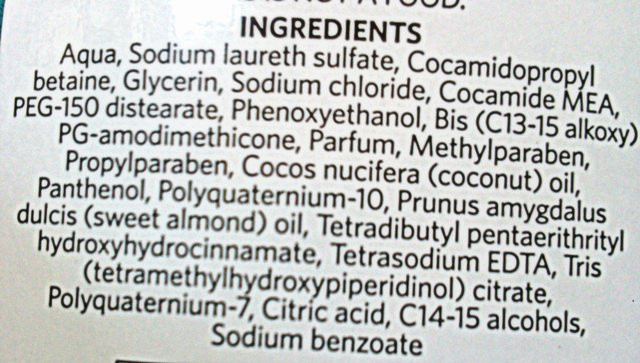 FOOD.
INGREDIENTS
Aqua, Sodium laureth sulfate, Cocamidopropyl
betaine, Glycerin, Sodium chloride, Cocamide MEA,
PEG-150 distearate, Phenoxyethanol, Bis (C13-15 alkoxy)
PG-amodimethicone, Parfum, Methylparaben,
Propylparaben, Cocos nucifera (coconut) oil,
Panthenol, Polyquaternium-10, Prunus amygdalus
dulcis (sweet almond) oil, Tetradibutyl pentaerithrityl
hydroxyhydrocinnamate, Tetrasodium EDTA, Tris
(tetramethylhydroxypiperidinol) citrate,
Polyquaternium-7, Citric acid, C14-15 alcohols,
Sodium benzoate